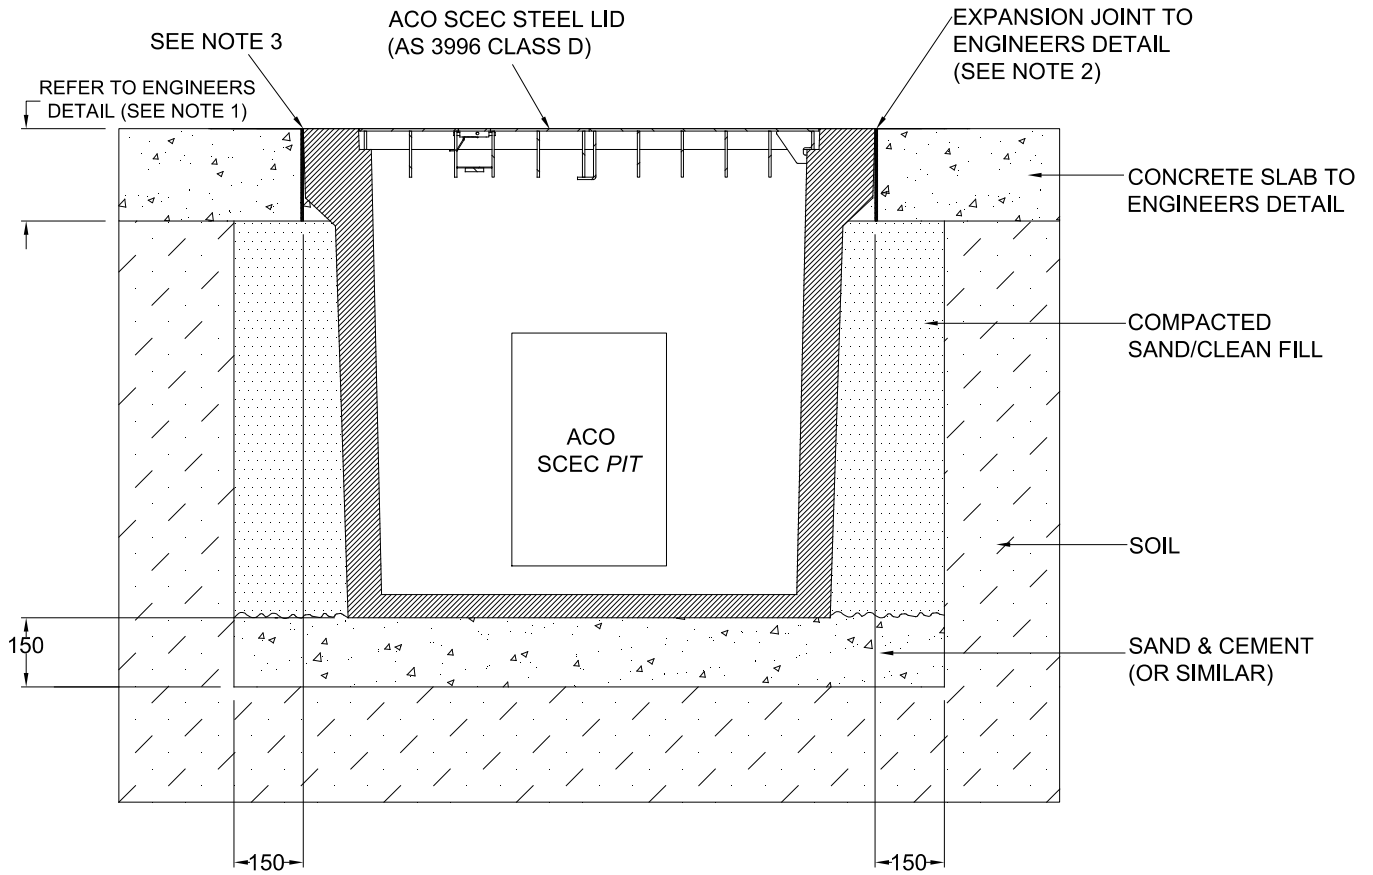 SEE NOTE 3
ACO SCEC STEEL LID
(AS 3996 CLASS D)
EXPANSION JOINT TO
ENGINEERS DETAIL
(SEE NOTE 2)
REFER TO ENGINEERS
DETAIL (SEE NOTE 1)
CONCRETE SLAB TO
ENGINEERS DETAIL
COMPACTED
SAND/CLEAN FILL
ACO
SCEC PIT
SOIL
150
SAND & CEMENT
(OR SIMILAR)
150
150